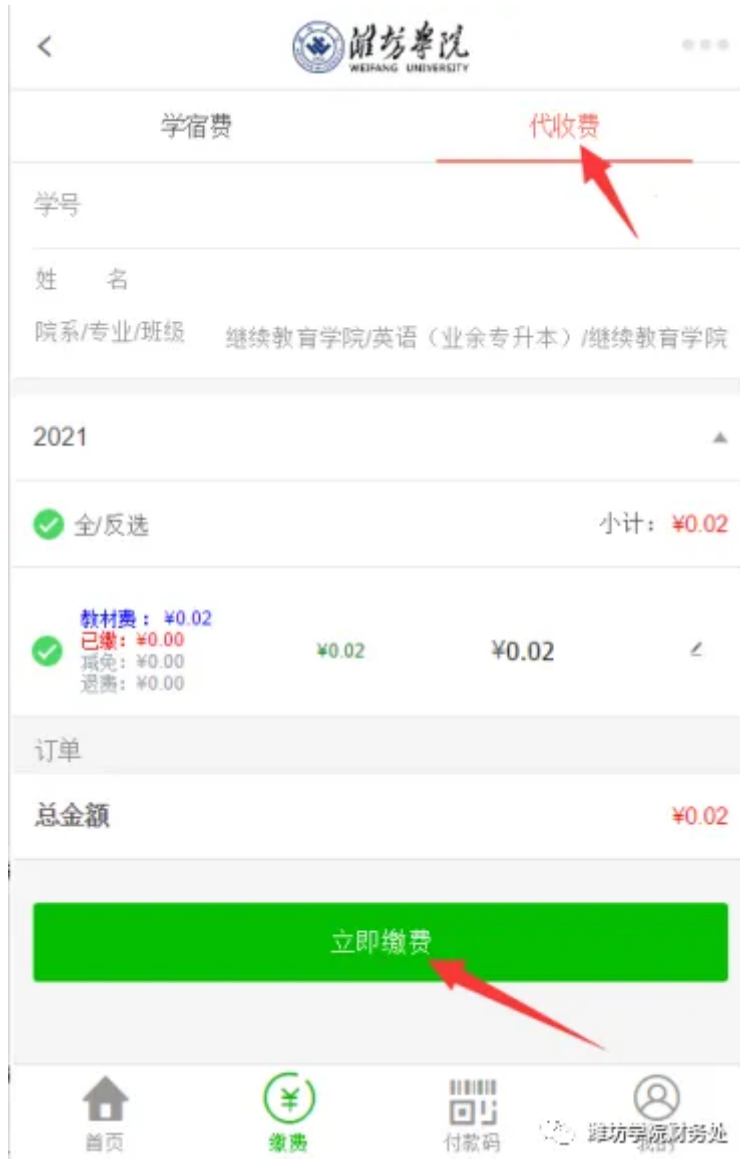 潍坊学院
WEIFANG UNIVERSITY
学宿费 代收费
学号
姓 名
院系/专业/班级 继续教育学院/英语（业余专升本）/继续教育学院
2021
全/反选 小计：¥0.02
教材费：¥0.02
已缴：¥0.00
减免：¥0.00
退费：¥0.00
¥0.02 ¥0.02
订单
总金额 ¥0.02
立即缴费
首页 缴费 付款码 我的
潍坊学院财务处